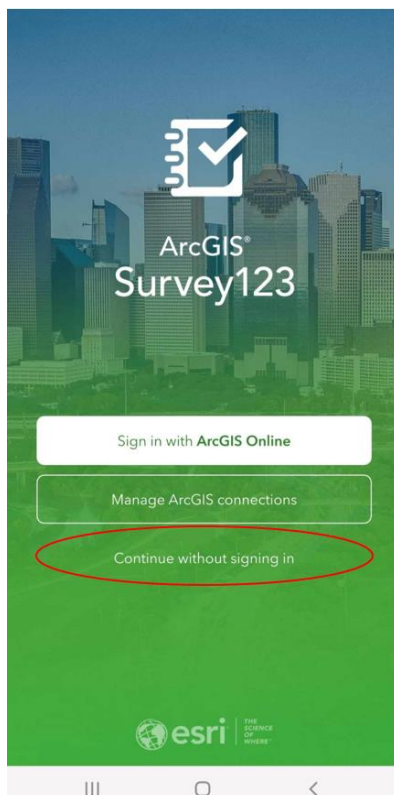 ArcGIS®
Survey123
Sign in with ArcGIS Online
Manage ArcGIS connections
Continue without signing in
esri
THE
SCIENCE
OF
WHERE™